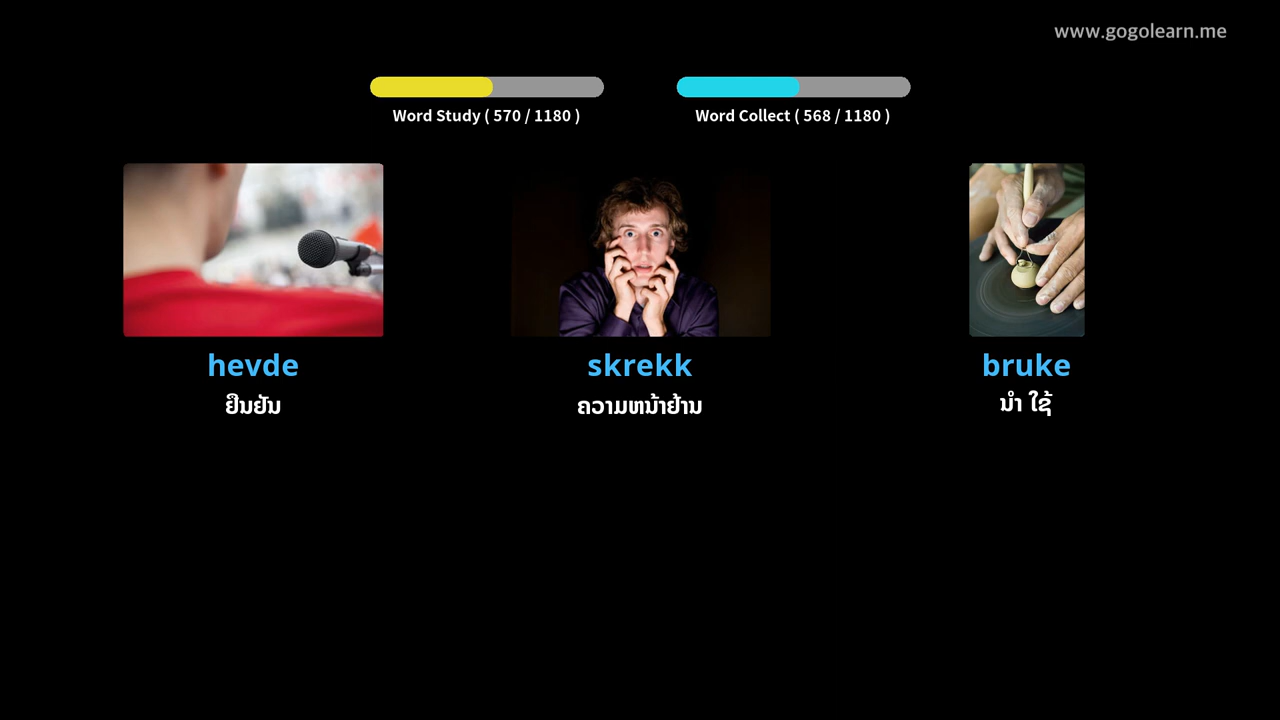 www.gogolearn.me
Word Study ( 570 / 1180 )
Word Collect ( 568 / 1180 )
hevde
ຢືນຢັນ
skrekk
ຄວາມຫນ້າຢ້ານ
bruke
ນໍາ ໃຊ້